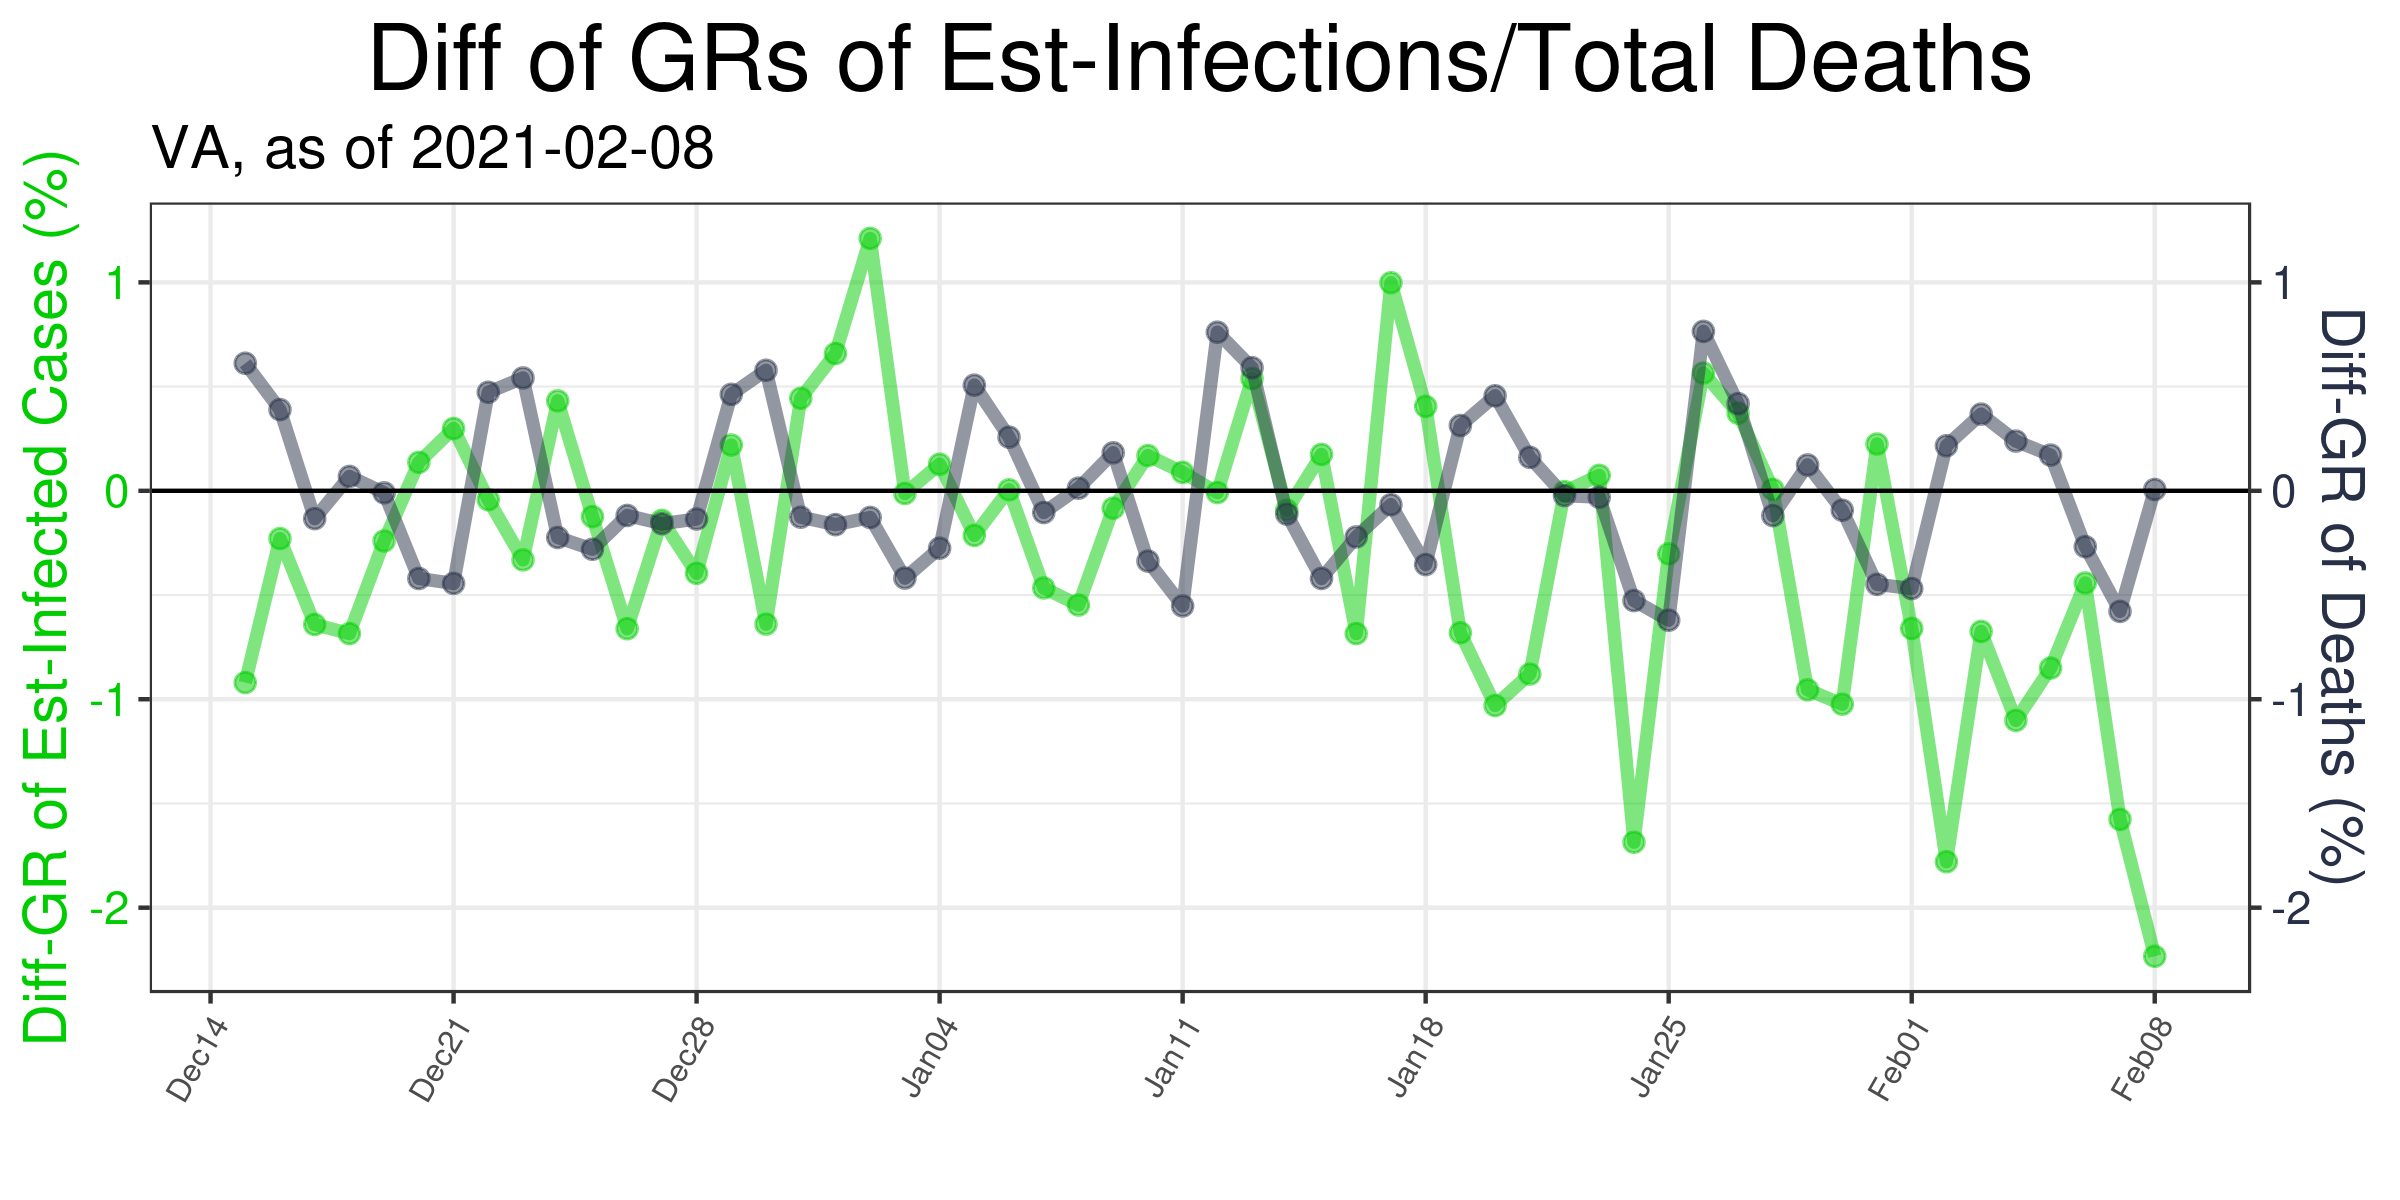 Diff of GRs of Est-Infections/Total Deaths
VA, as of 2021-02-08
Diff-GR of Est-Infected Cases (%)
1
0
-1
-2
1
0
-1
-2
Diff-GR of Deaths (%)
Dec14
Dec21
Dec28
Jan04
Jan11
Jan18
Jan25
Feb01
Feb08